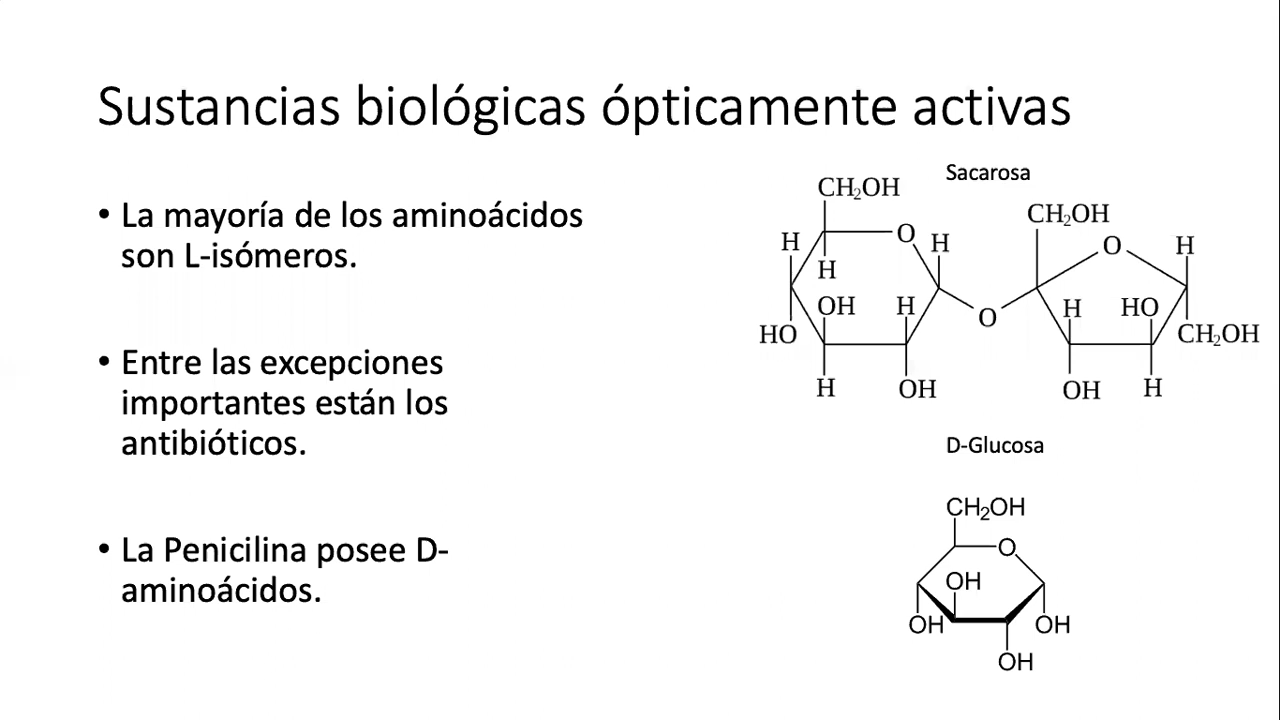 Sustancias biológicas ópticamente activas
• La mayoría de los aminoácidos
son L-isómeros.
• Entre las excepciones
importantes están los
antibióticos.
• La Penicilina posee D-
aminoácidos.
Sacarosa
CH₂OH
CH₂OH
H
O
H
O
H
H
OH
H
O
H
HO
HO
CH₂OH
H
OH
OH
H
D-Glucosa
CH₂OH
O
OH
OH
OH
OH